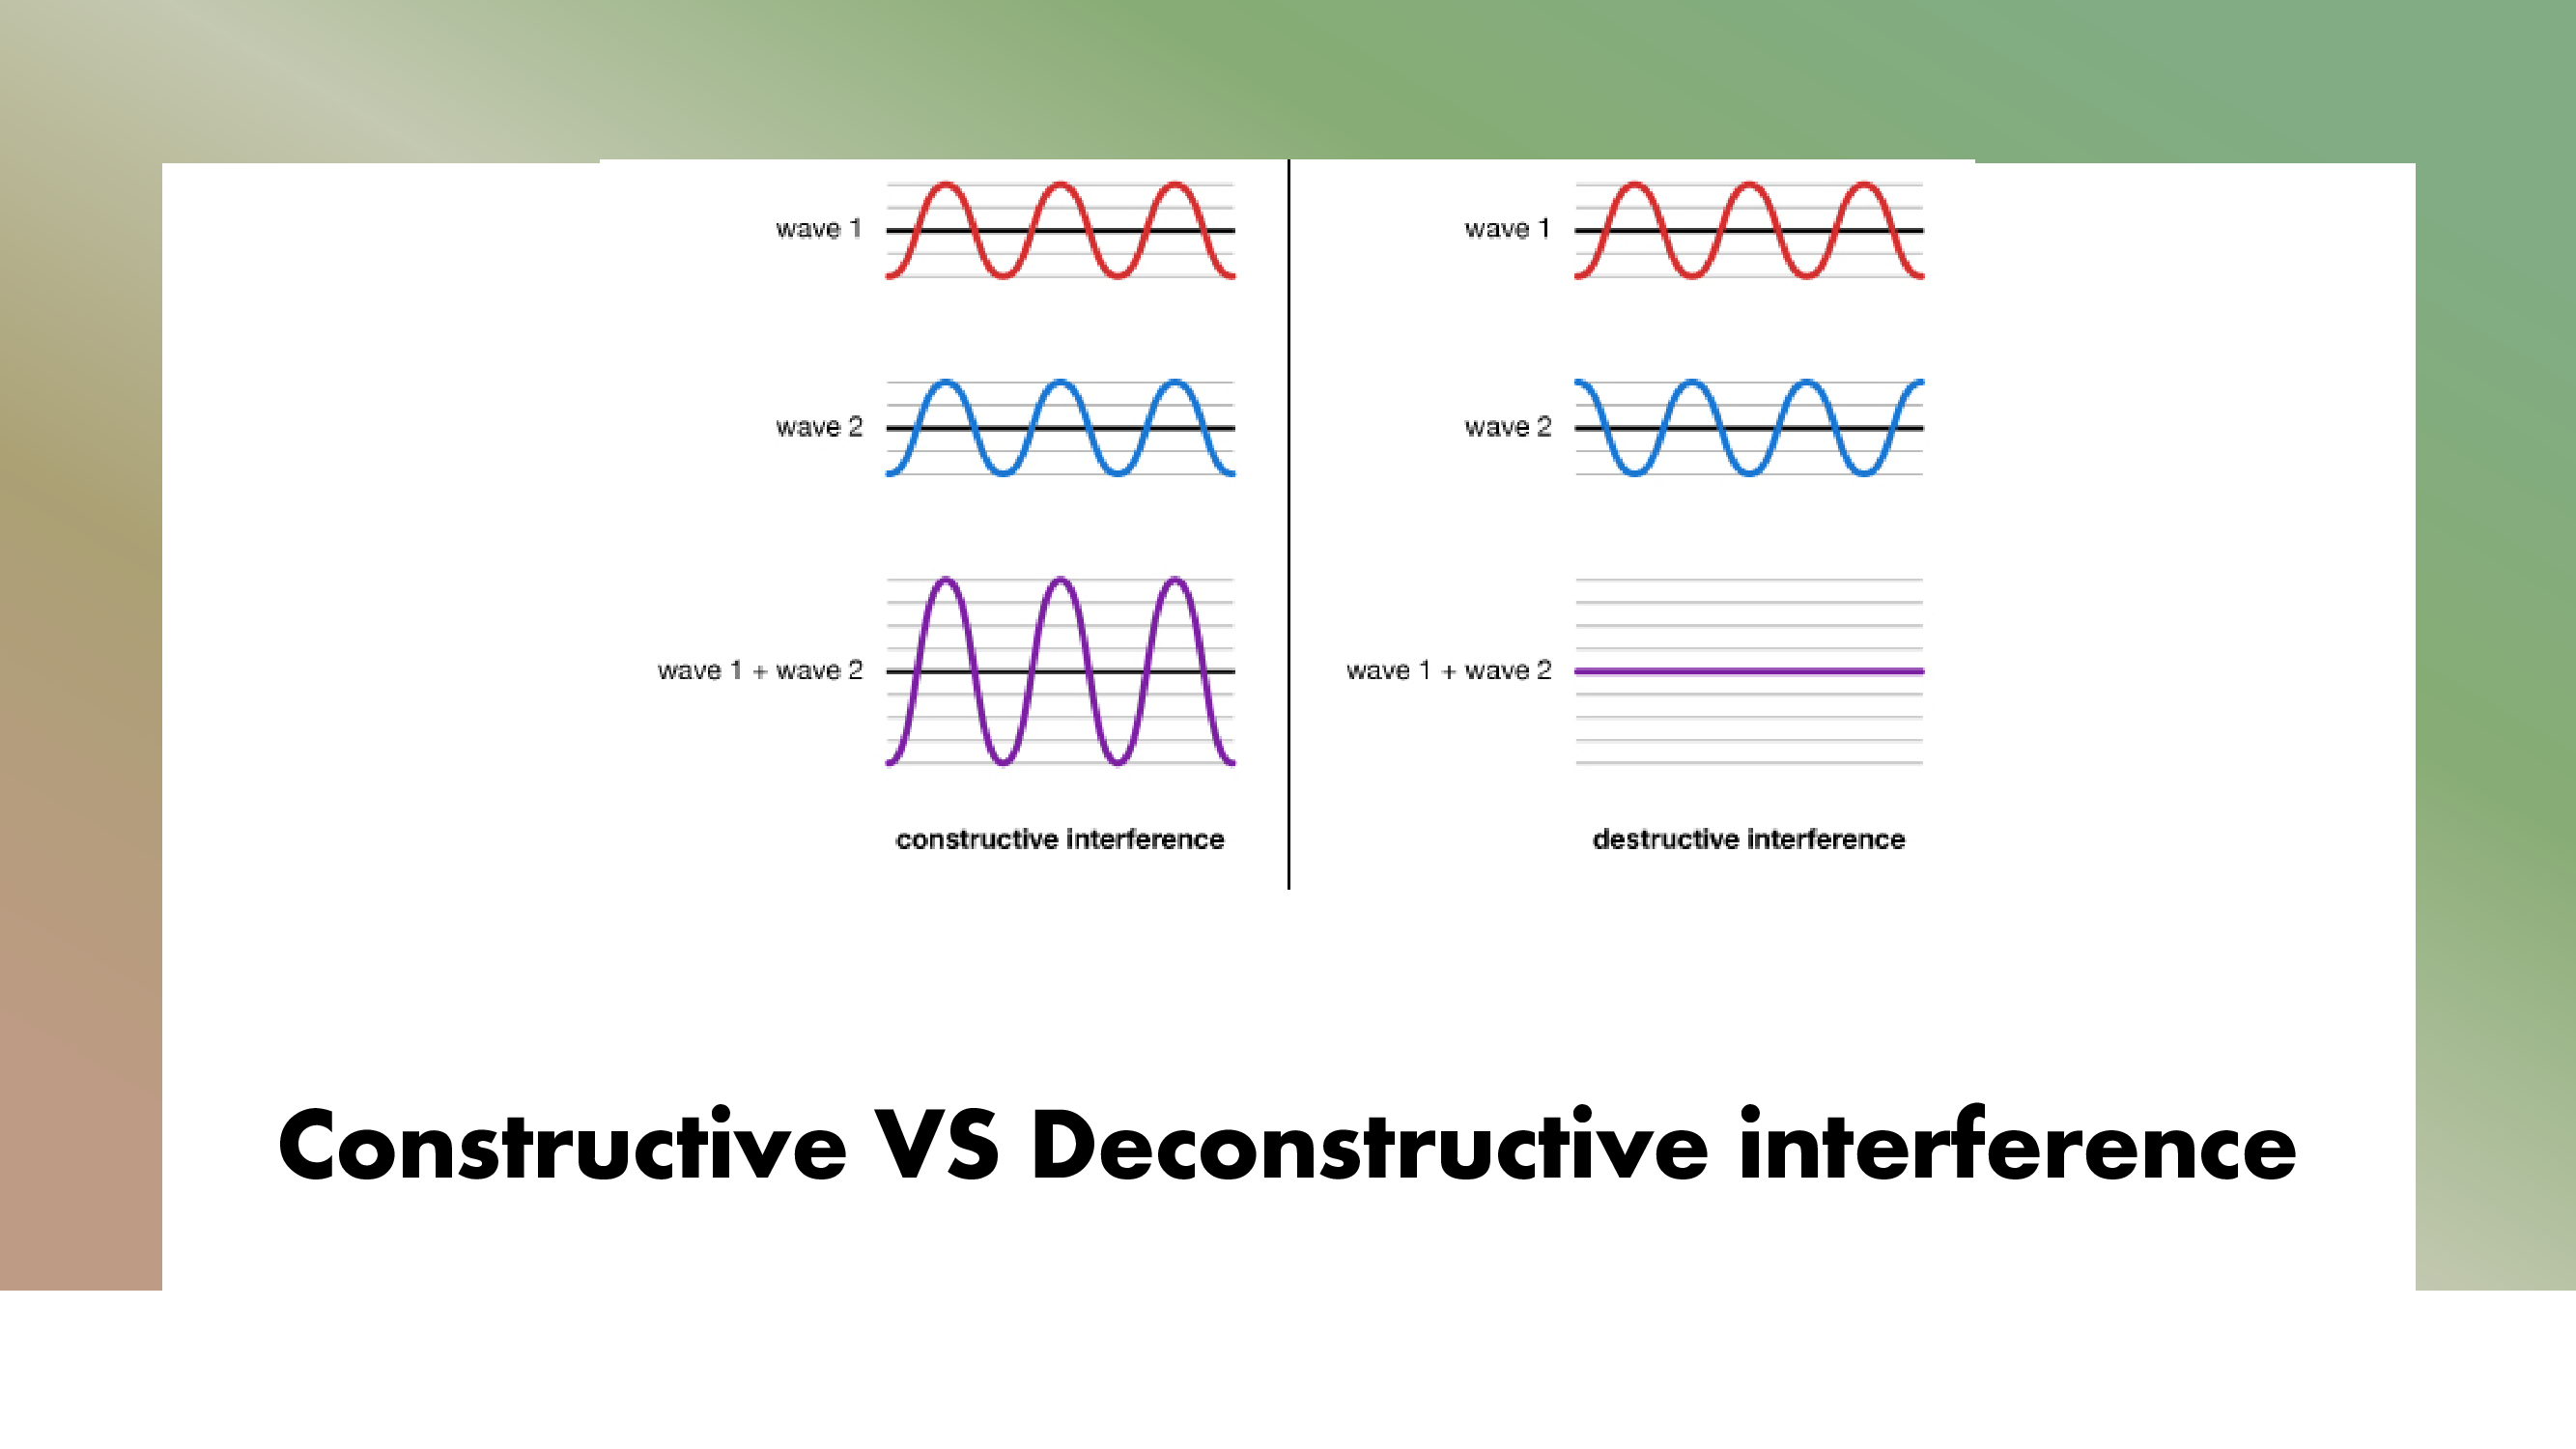 wave 1
wave 2
wave 1 + wave 2
constructive interference
wave 1
wave 2
wave 1 + wave 2
destructive interference
Constructive VS Deconstructive interference